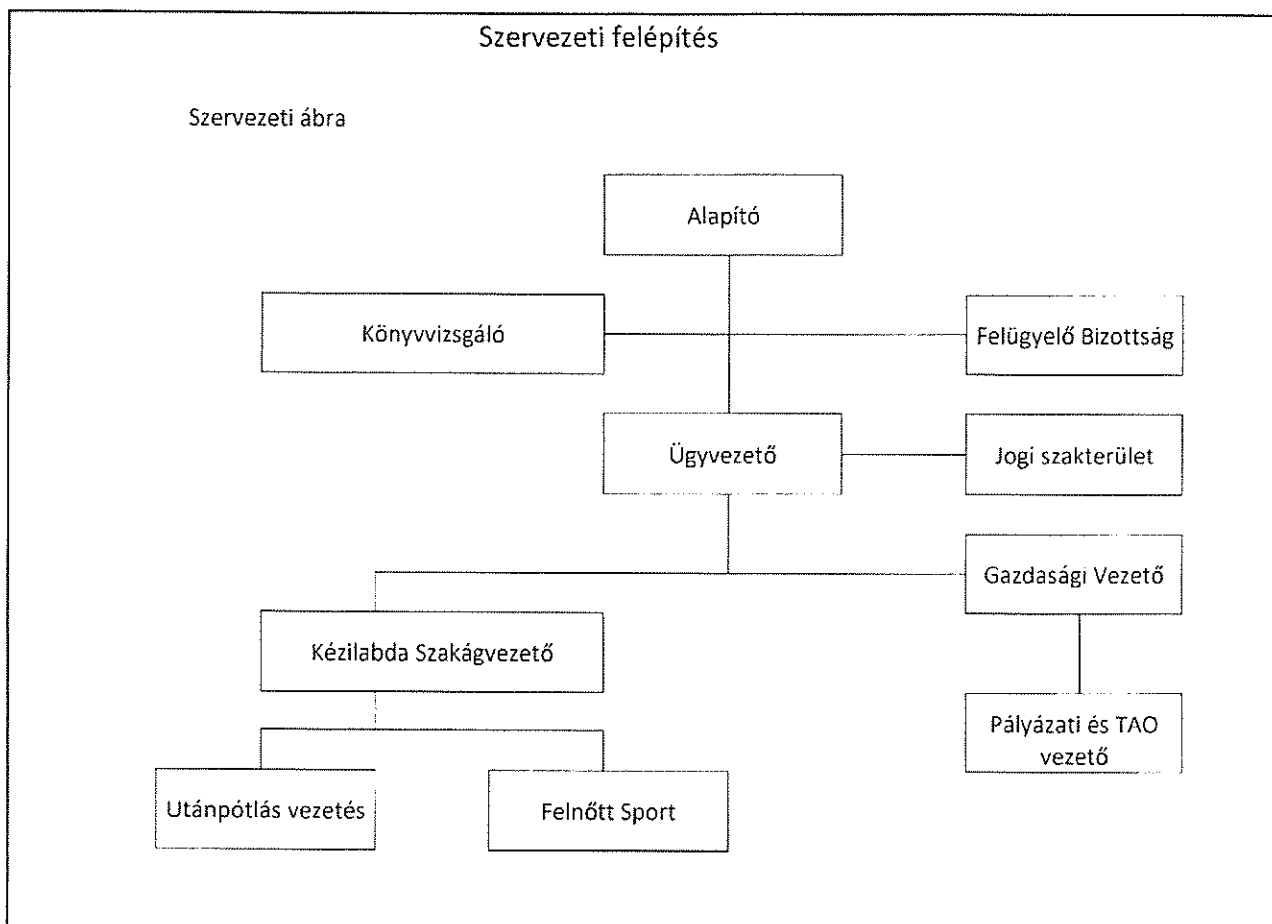 Szervezeti felépítés
Szervezeti ábra
Alapító
Könyvvizsgáló
Felügyelő Bizottság
Ügyvezető
Jogi szakterület
Gazdasági Vezető
Kézilabda Szakágvezető
Pályázati és TAO
vezető
Utánpótlás vezetés
Felnőtt Sport